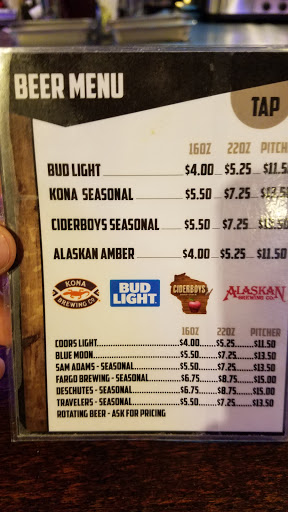 BEER MENU
TAP
16OZ 22OZ PITCH
BUD LIGHT $4.00 $5.25 $11.5
KONA SEASONAL $5.50 $7.25 $13.50
CIDERBOYS SEASONAL $5.50 $7.25
ALASKAN AMBER $4.00 $5.25 $11.50
KONA
BREWING CO
BUD
LIGHT
CIDERBOYS
ALASKAN
BREWING CO.
16OZ 22OZ PITCHER
COORS LIGHT $4.00 $5.25 $11.50
BLUE MOON $5.50 $7.25 $13.50
SAM ADAMS - SEASONAL $5.50 $7.25 $13.50
FARGO BREWING - SEASONAL $6.75 $8.75 $15.00
DESCHUTES - SEASONAL $6.75 $8.75 $15.00
TRAVELERS - SEASONAL $5.50 $7.25 $13.50
ROTATING BEER - ASK FOR PRICING